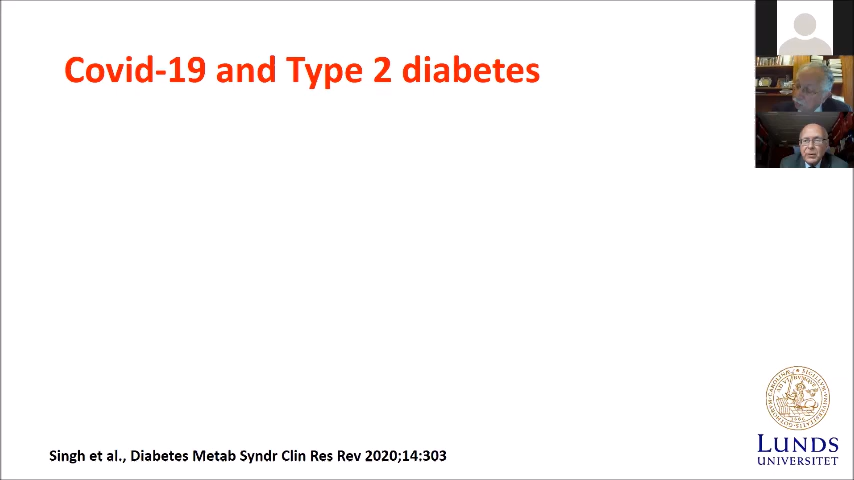 Covid-19 and Type 2 diabetes
Singh et al., Diabetes Metab Syndr Clin Res Rev 2020;14:303
LUNDS
UNIVERSITET